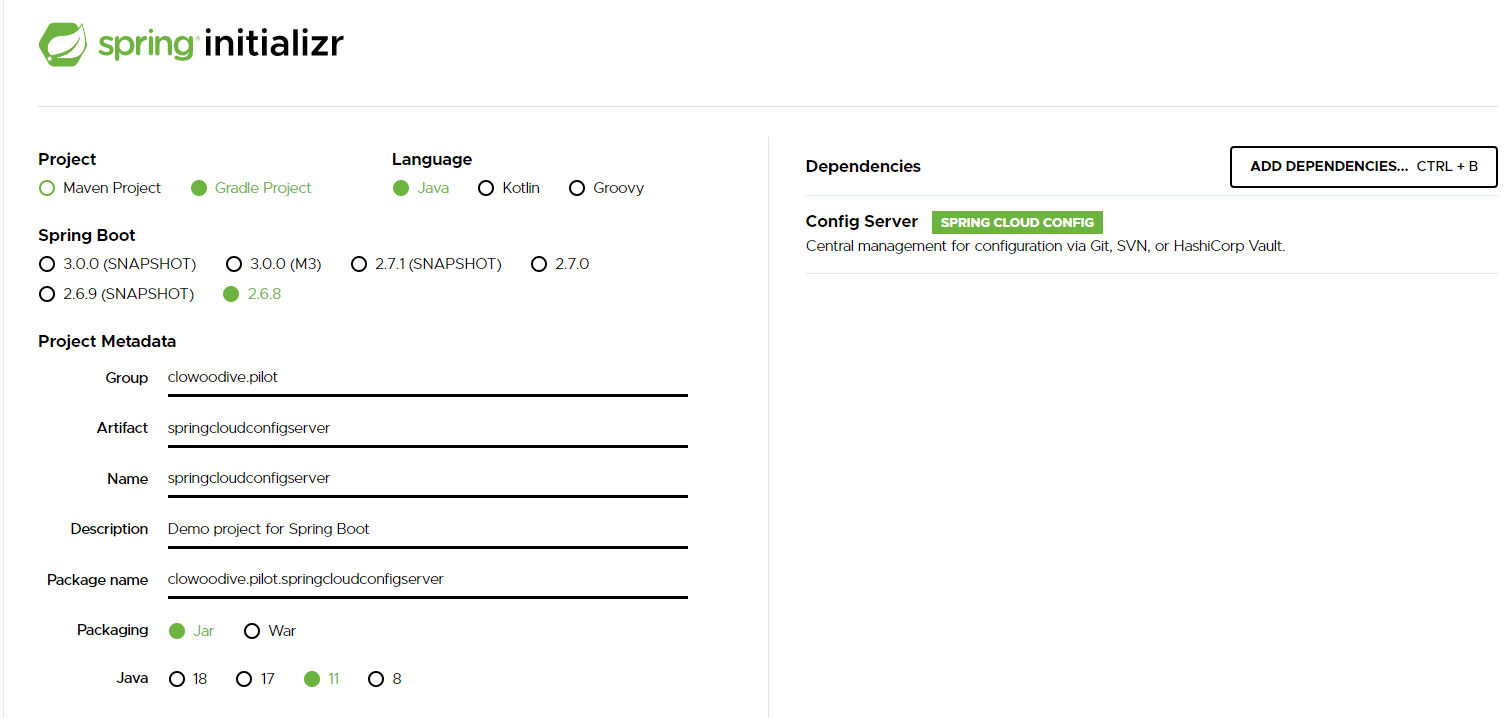 spring initializr
Project
Maven Project Gradle Project
Language
Java Kotlin Groovy
Spring Boot
3.0.0 (SNAPSHOT) 3.0.0 (M3) 2.7.1 (SNAPSHOT) 2.7.0
2.6.9 (SNAPSHOT) 2.6.8
Project Metadata
Group clowoodive.pilot
Artifact springcloudconfigserver
Name springcloudconfigserver
Description Demo project for Spring Boot
Package name clowoodive.pilot.springcloudconfigserver
Packaging Jar War
Java 18 17 11 8
Dependencies ADD DEPENDENCIES... CTRL + B
Config Server SPRING CLOUD CONFIG
Central management for configuration via Git, SVN, or HashiCorp Vault.